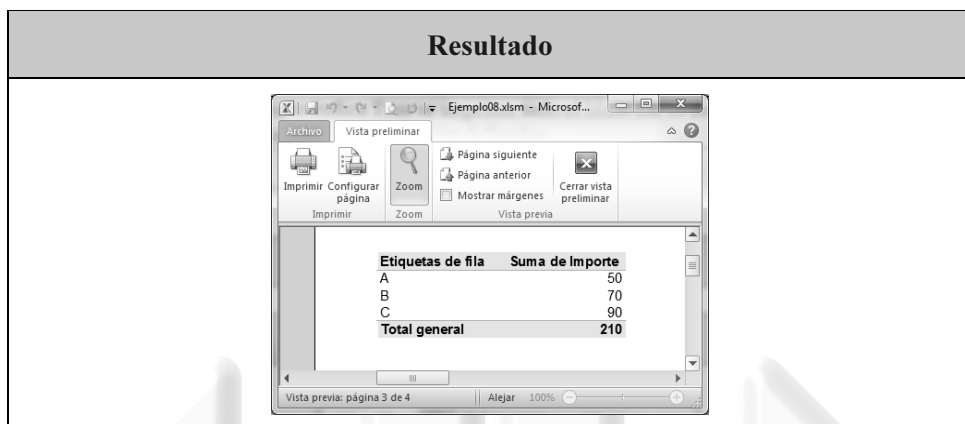 Resultado
Ejemplo08.xlsm - Microsof...
Archivo Vista preliminar
Imprimir
Configurar página
Zoom
Página siguiente
Página anterior
Mostrar márgenes
Cerrar vista preliminar
Imprimir Zoom Vista previa
Etiquetas de fila Suma de Importe
A 50
B 70
C 90
Total general 210
Vista previa: página 3 de 4 Alejar 100%